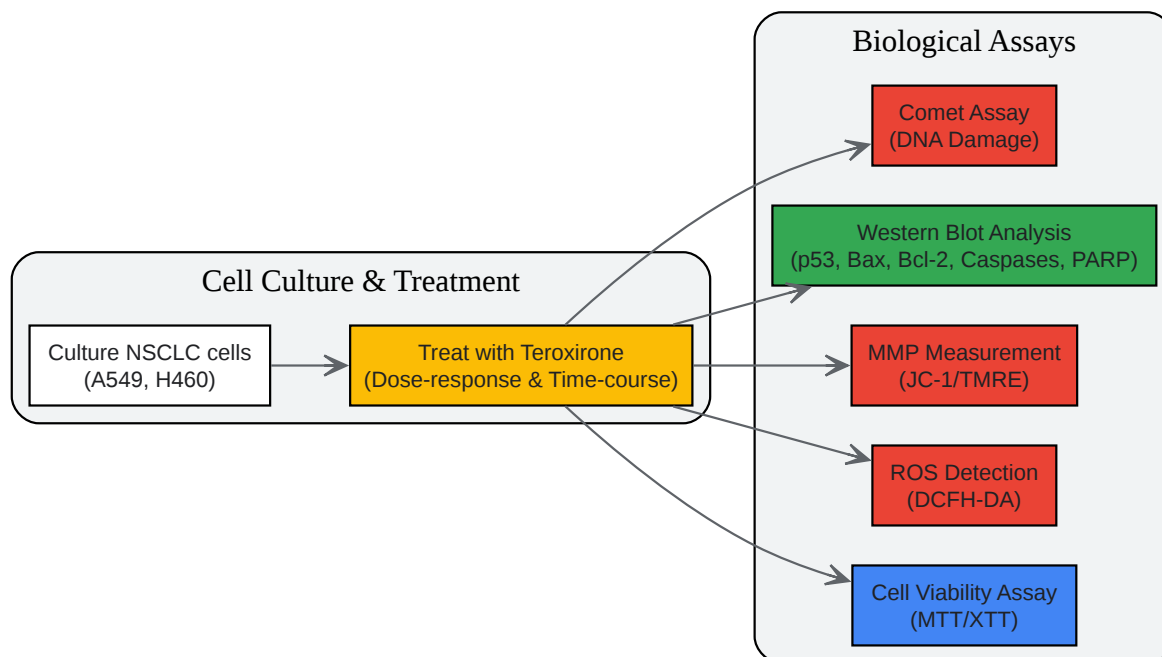 Cell Culture & Treatment
Culture NSCLC cells
(A549, H460)
Treat with Teroxirone
(Dose-response & Time-course)
Biological Assays
Comet Assay
(DNA Damage)
Western Blot Analysis
(p53, Bax, Bcl-2, Caspases, PARP)
MMP Measurement
(JC-1/TMRE)
ROS Detection
(DCFH-DA)
Cell Viability Assay
(MTT/XTT)